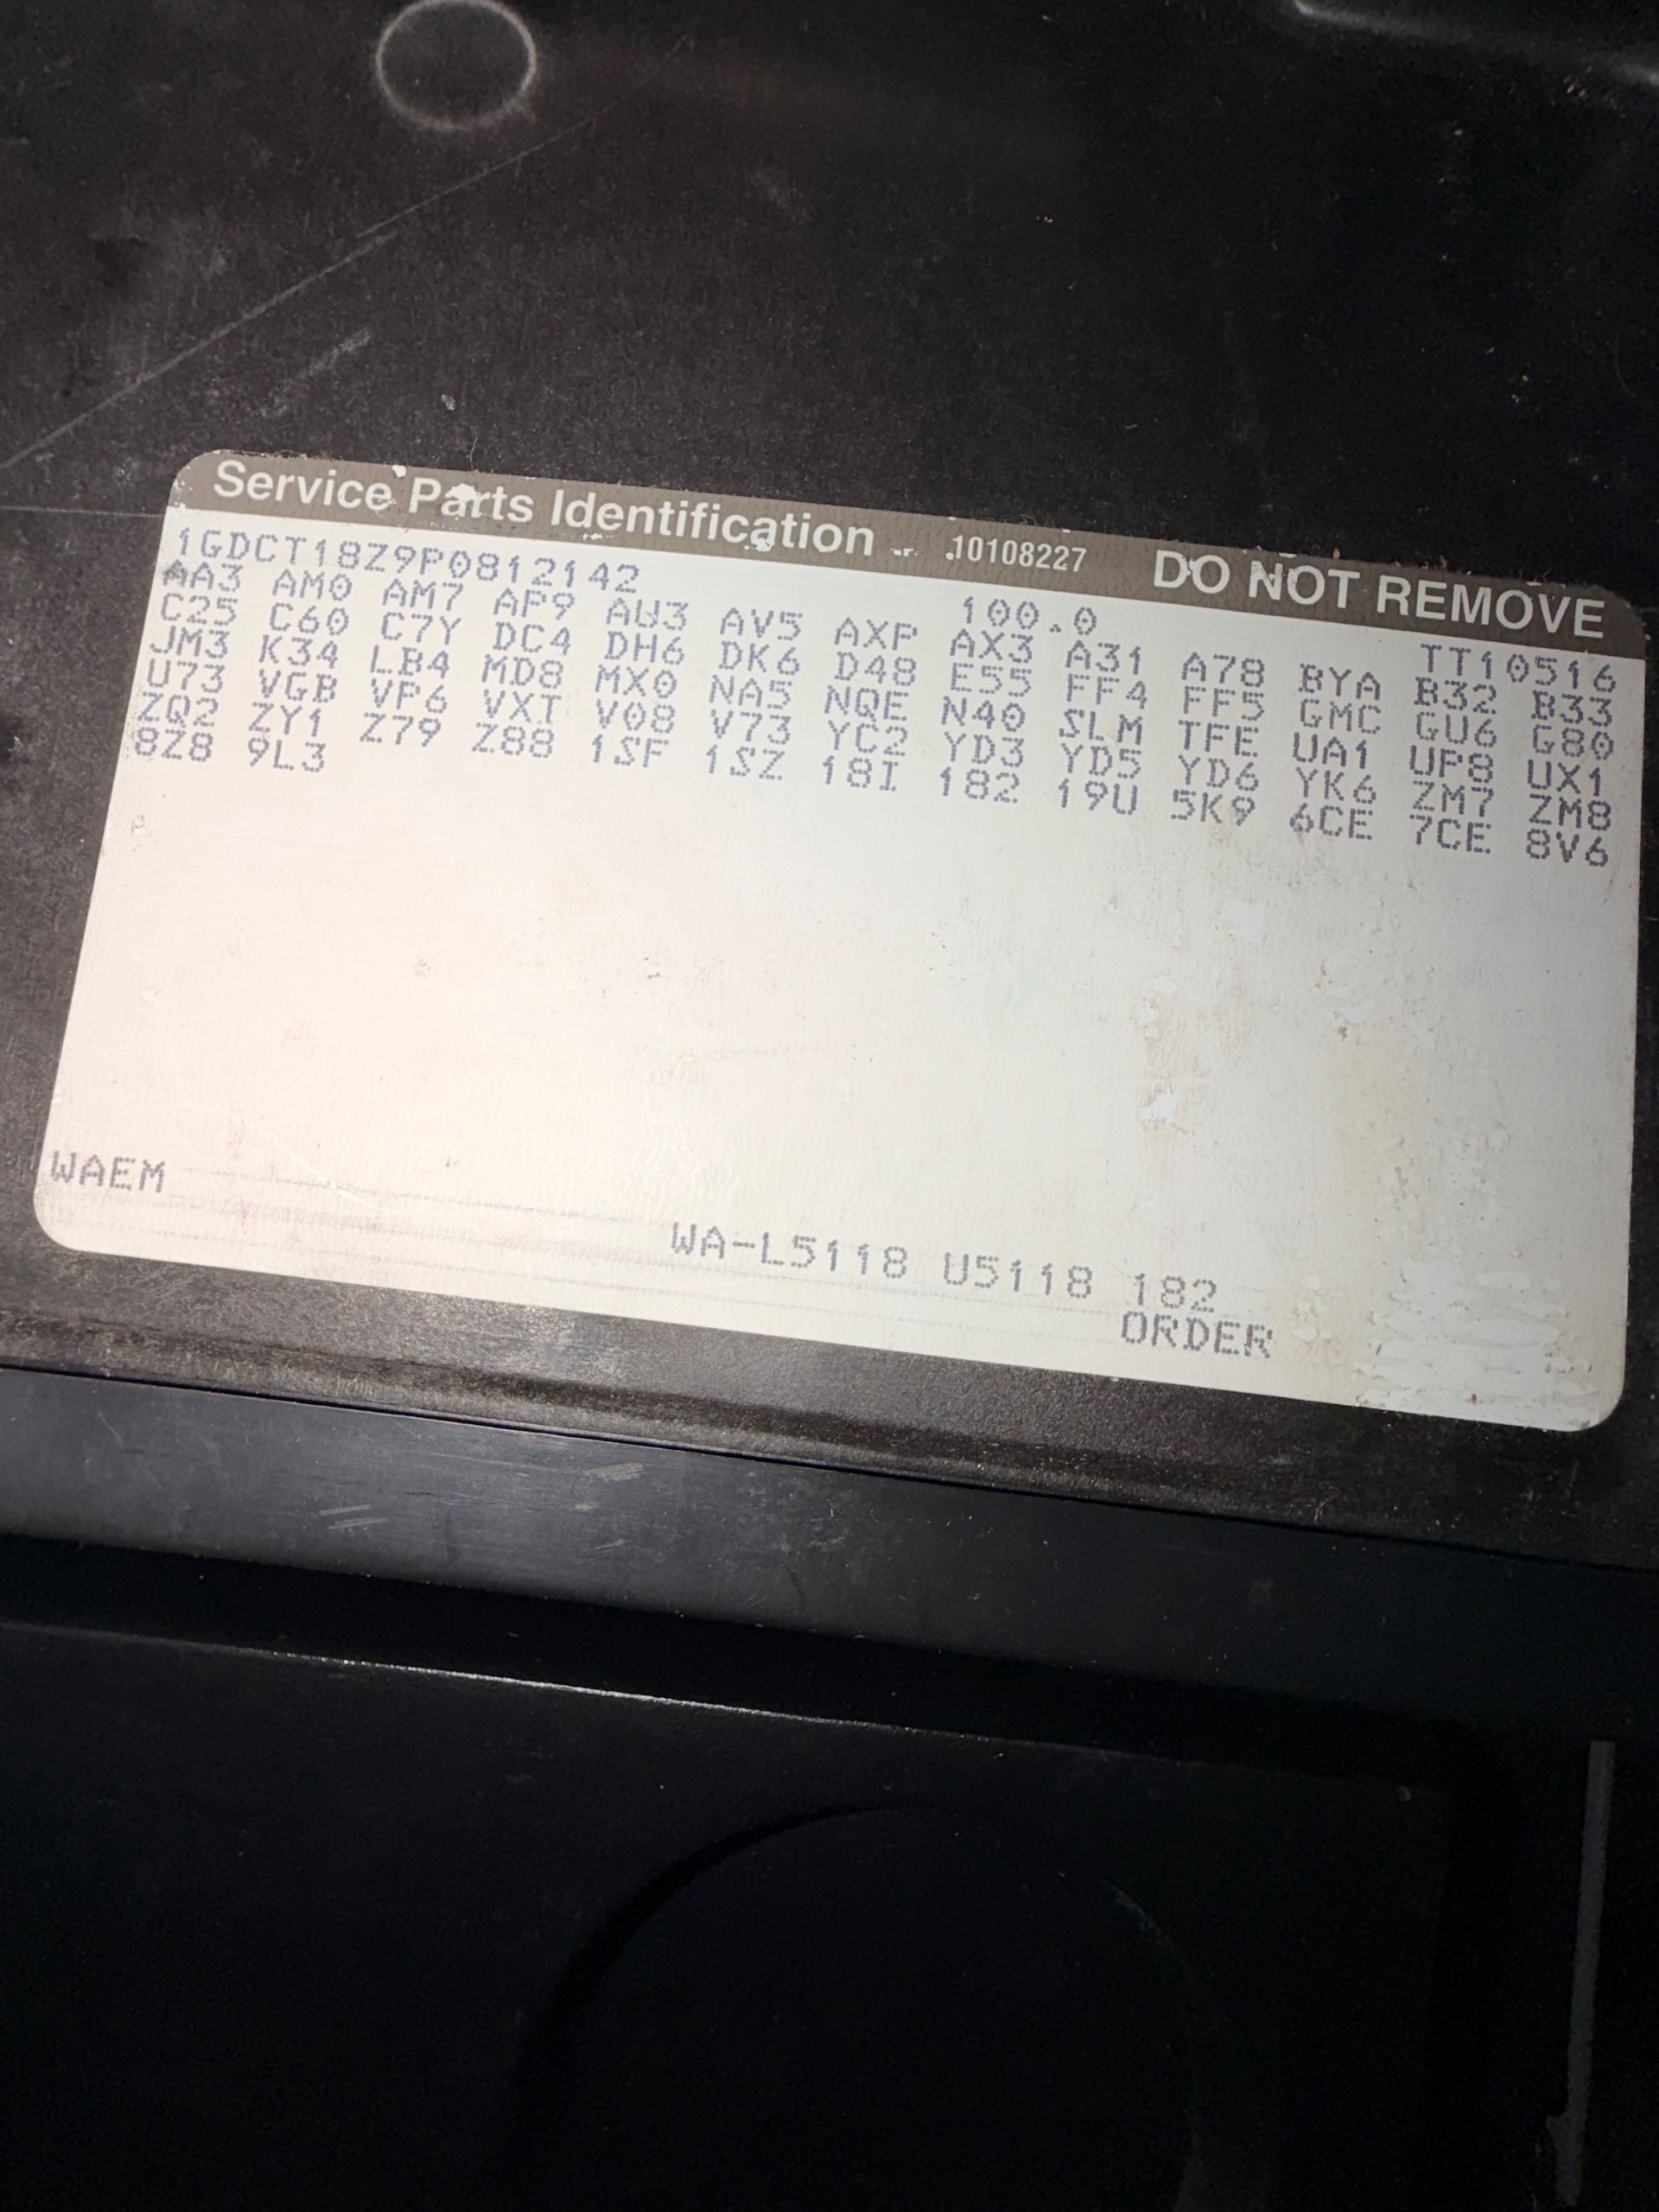 Service Parts Identification 10108227 DO NOT REMOVE
1GDCT18Z9P0812142 100.0 TT10516
AA3 AM0 AM7 AP9 AU3 AV5 AXP AX3 A31 A78 BYA B32 B33
C25 C60 C7Y DC4 DH6 DK6 D48 E55 FF4 FF5 GMC GU6 G80
JM3 K34 LB4 MD8 MX0 NA5 NQE N40 SLM TFE UA1 UP8 UX1
U73 VGB VP6 VXT V08 V73 YC2 YD3 YD5 YD6 YK6 ZM7 ZM8
ZQ2 ZY1 Z79 Z88 1SF 1SZ 18I 182 19U 5K9 6CE 7CE 8V6
8Z8 9L3
WAEM
WA-L5118 U5118 182
ORDER